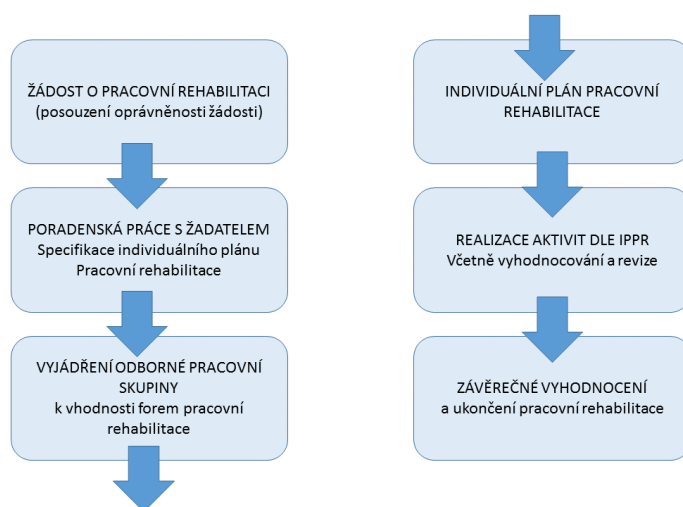 ŽÁDOST O PRACOVNÍ REHABILITACI
(posouzení oprávněnosti žádosti)
PORADENSKÁ PRÁCE S ŽADATELEM
Specifikace individuálního plánu
Pracovní rehabilitace
VYJÁDŘENÍ ODBORNÉ PRACOVNÍ
SKUPINY
k vhodnosti forem pracovní
rehabilitace
INDIVIDUÁLNÍ PLÁN PRACOVNÍ
REHABILITACE
REALIZACE AKTIVIT DLE IPPR
Včetně vyhodnocování a revize
ZÁVĚREČNÉ VYHODNOCENÍ
a ukončení pracovní rehabilitace